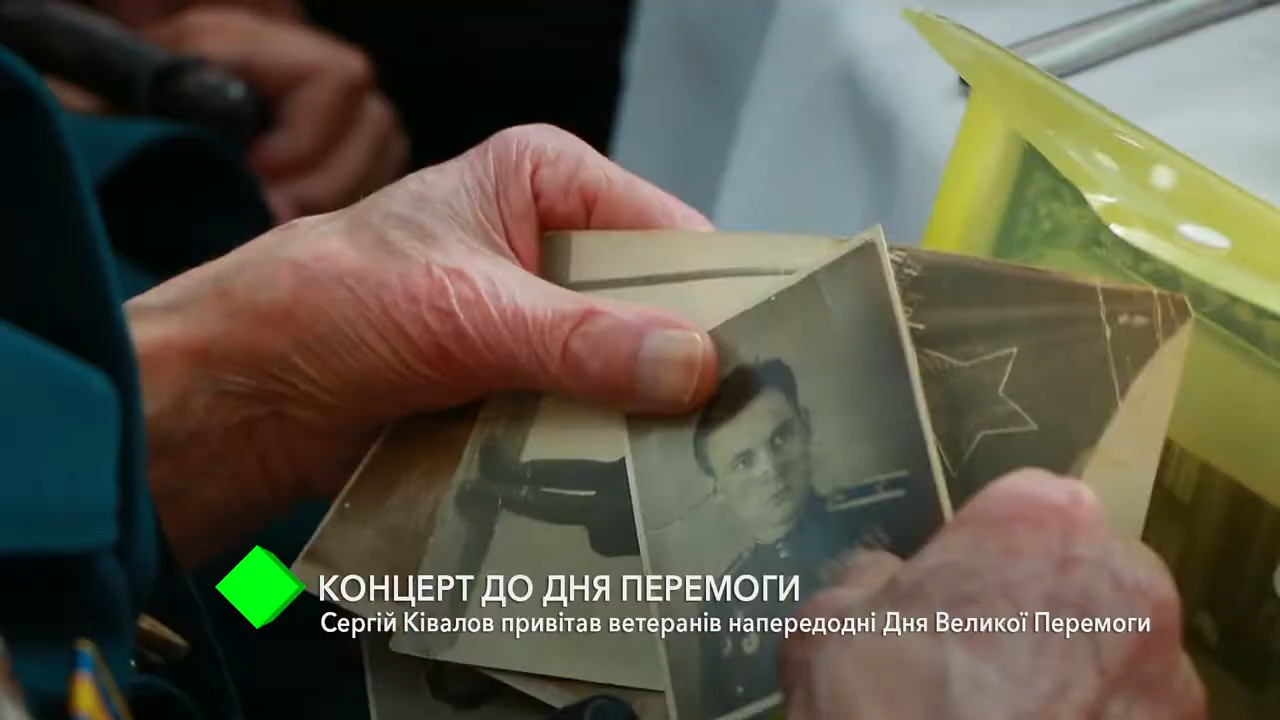 КОНЦЕРТ ДО ДНЯ ПЕРЕМОГИ
Сергій Ківалов привітав ветеранів напередодні Дня Великої Перемоги